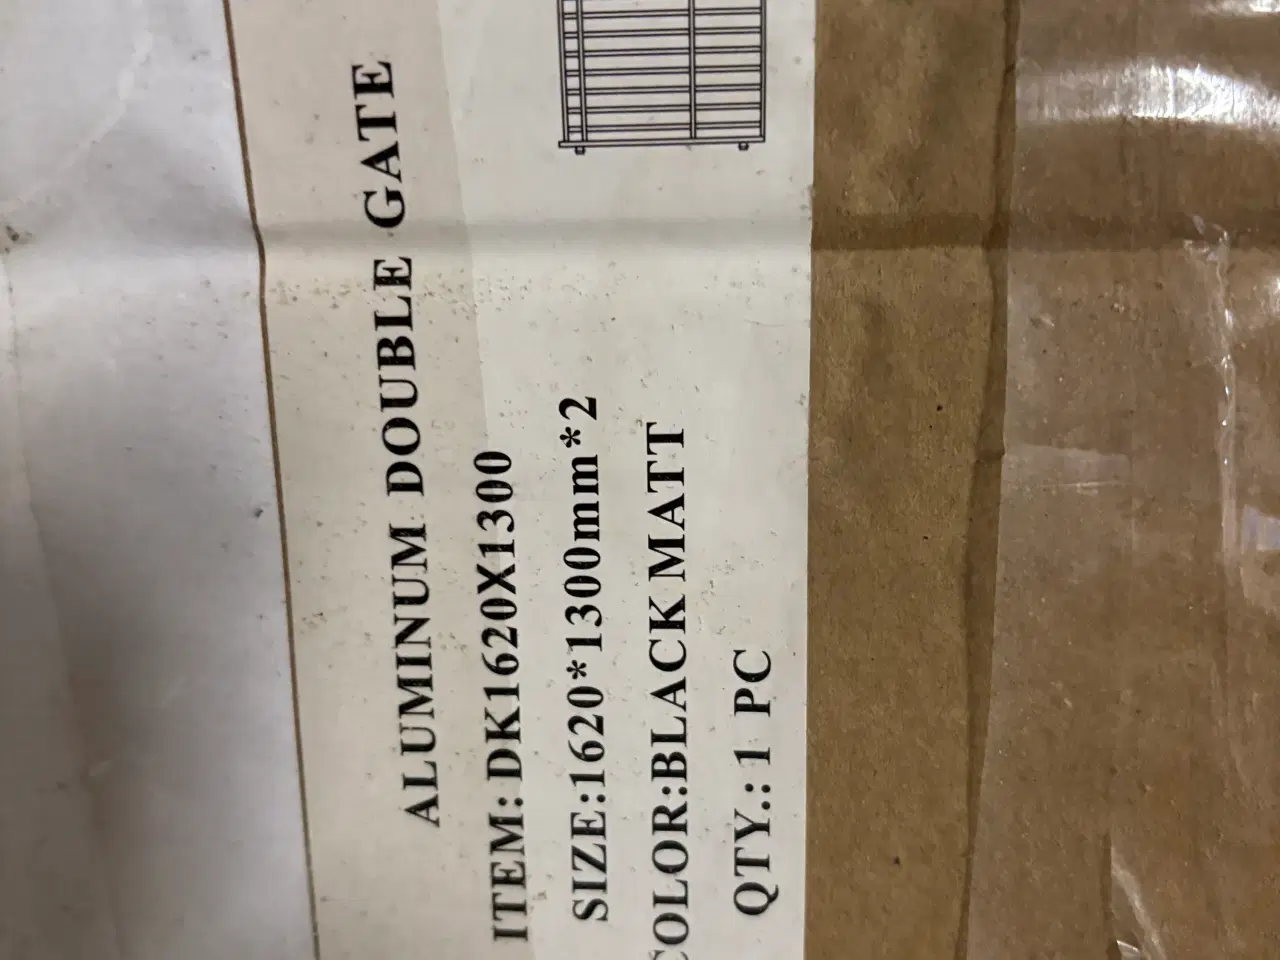 ALUMINUM DOUBLE GATE
ITEM: DK1620X1300
SIZE:1620*1300mm*2
COLOR:BLACK MATT
QTY.: 1 PC